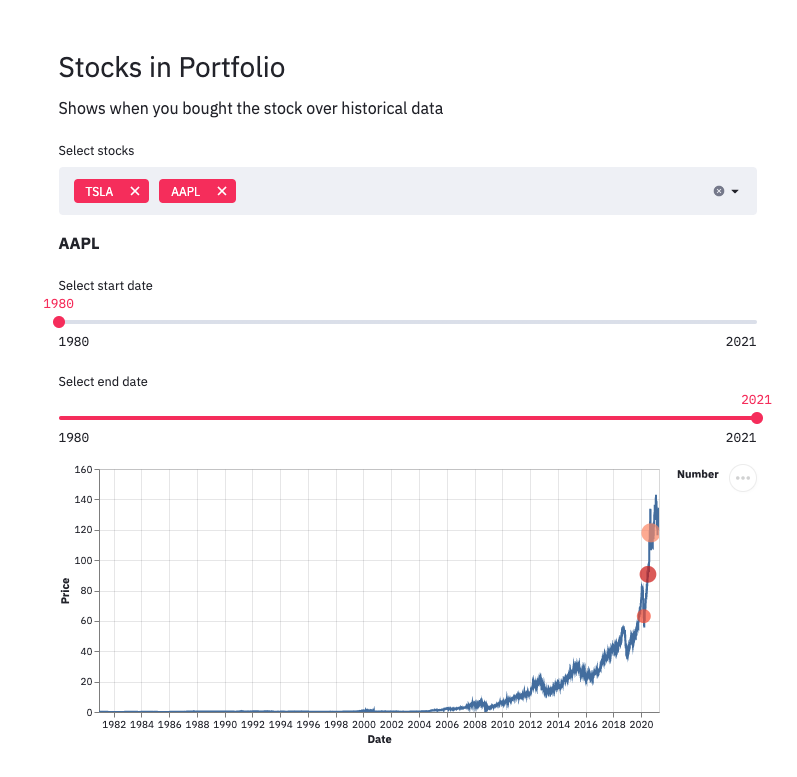 Stocks in Portfolio
Shows when you bought the stock over historical data
Select stocks
TSLA AAPL
AAPL
Select start date
1980
1980 2021
Select end date
2021
1980 2021
Number
160
140
120
100
80
60
40
20
0
Price
1982 1984 1986 1988 1990 1992 1994 1996 1998 2000 2002 2004 2006 2008 2010 2012 2014 2016 2018 2020
Date